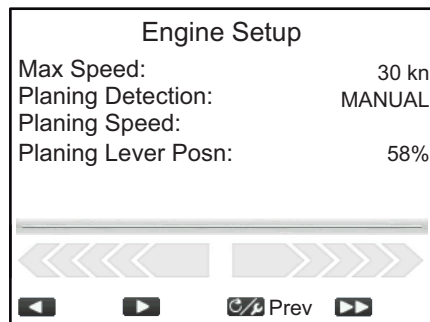 Engine Setup
Max Speed: 30 kn
Planing Detection: MANUAL
Planing Speed:
Planing Lever Posn: 58%
Prev